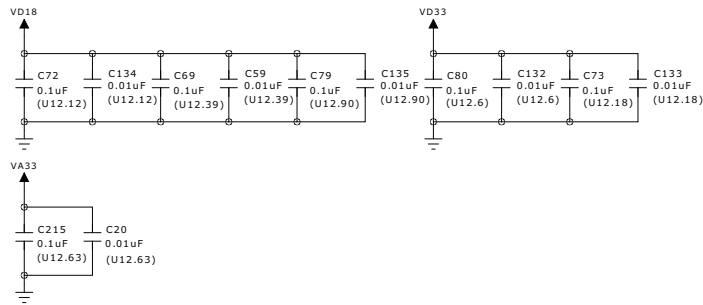 VD18
VD33
C72
0.1uF
(U12.12)
C134
0.01uF
(U12.12)
C69
0.1uF
(U12.39)
C59
0.01uF
(U12.39)
C79
0.1uF
(U12.90)
C135
0.01uF
(U12.90)
C80
0.1uF
(U12.6)
C132
0.01uF
(U12.6)
C73
0.1uF
(U12.18)
C133
0.01uF
(U12.18)
VA33
C215
0.1uF
(U12.63)
C20
0.01uF
(U12.63)